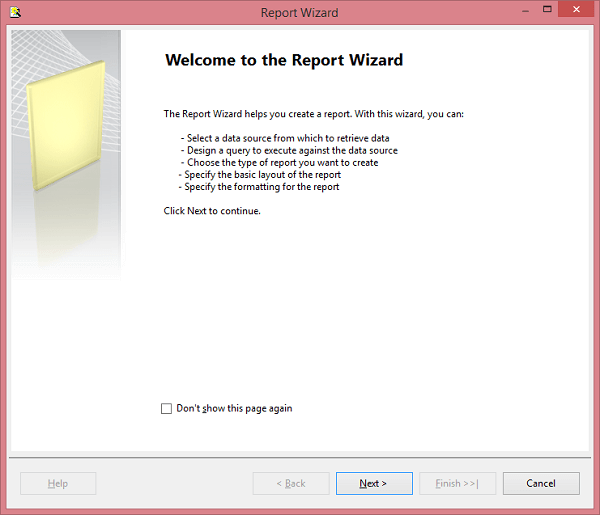 Report Wizard
Welcome to the Report Wizard
The Report Wizard helps you create a report. With this wizard, you can:
- Select a data source from which to retrieve data
- Design a query to execute against the data source
- Choose the type of report you want to create
- Specify the basic layout of the report
- Specify the formatting for the report
Click Next to continue.
Don't show this page again
Help
< Back
Next >
Finish >>|
Cancel